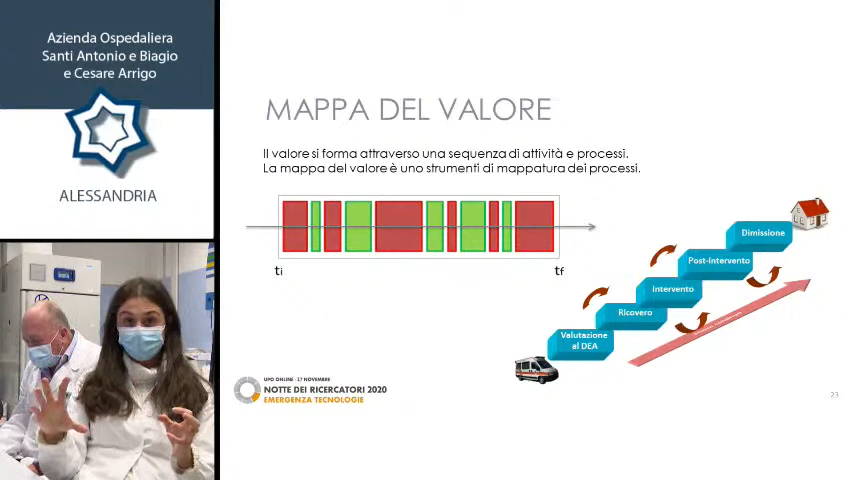 Azienda Ospedaliera
Santi Antonio e Biagio
e Cesare Arrigo
ALESSANDRIA
MAPPA DEL VALORE
Il valore si forma attraverso una sequenza di attività e processi.
La mappa del valore è uno strumenti di mappatura dei processi.
ti
tf
Dimissione
Post-Intervento
Intervento
Ricovero
Valutazione
al DEA
UPO ONLINE · 27 NOVEMBRE
NOTTE DEI RICERCATORI 2020
EMERGENZA TECNOLOGIE
23